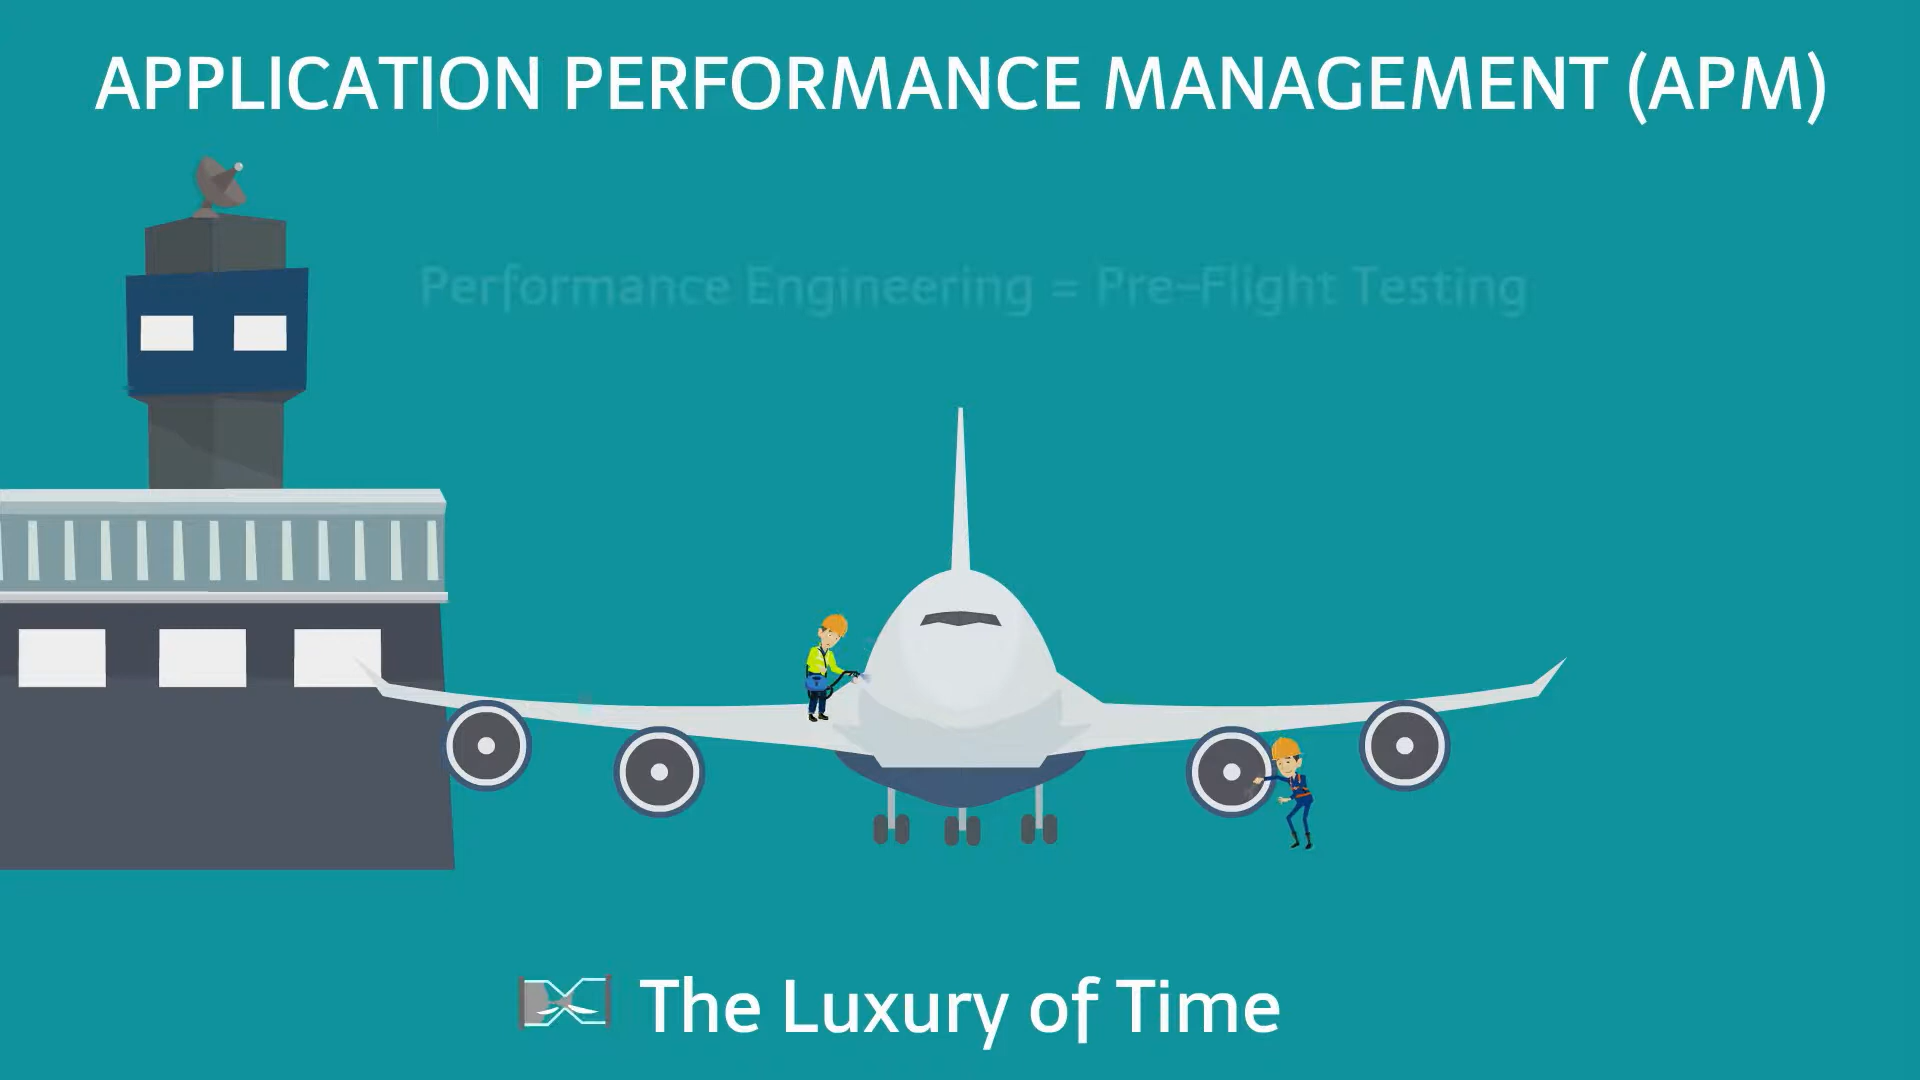 APPLICATION PERFORMANCE MANAGEMENT (APM)
Performance Engineering = Pre-Flight Testing
The Luxury of Time